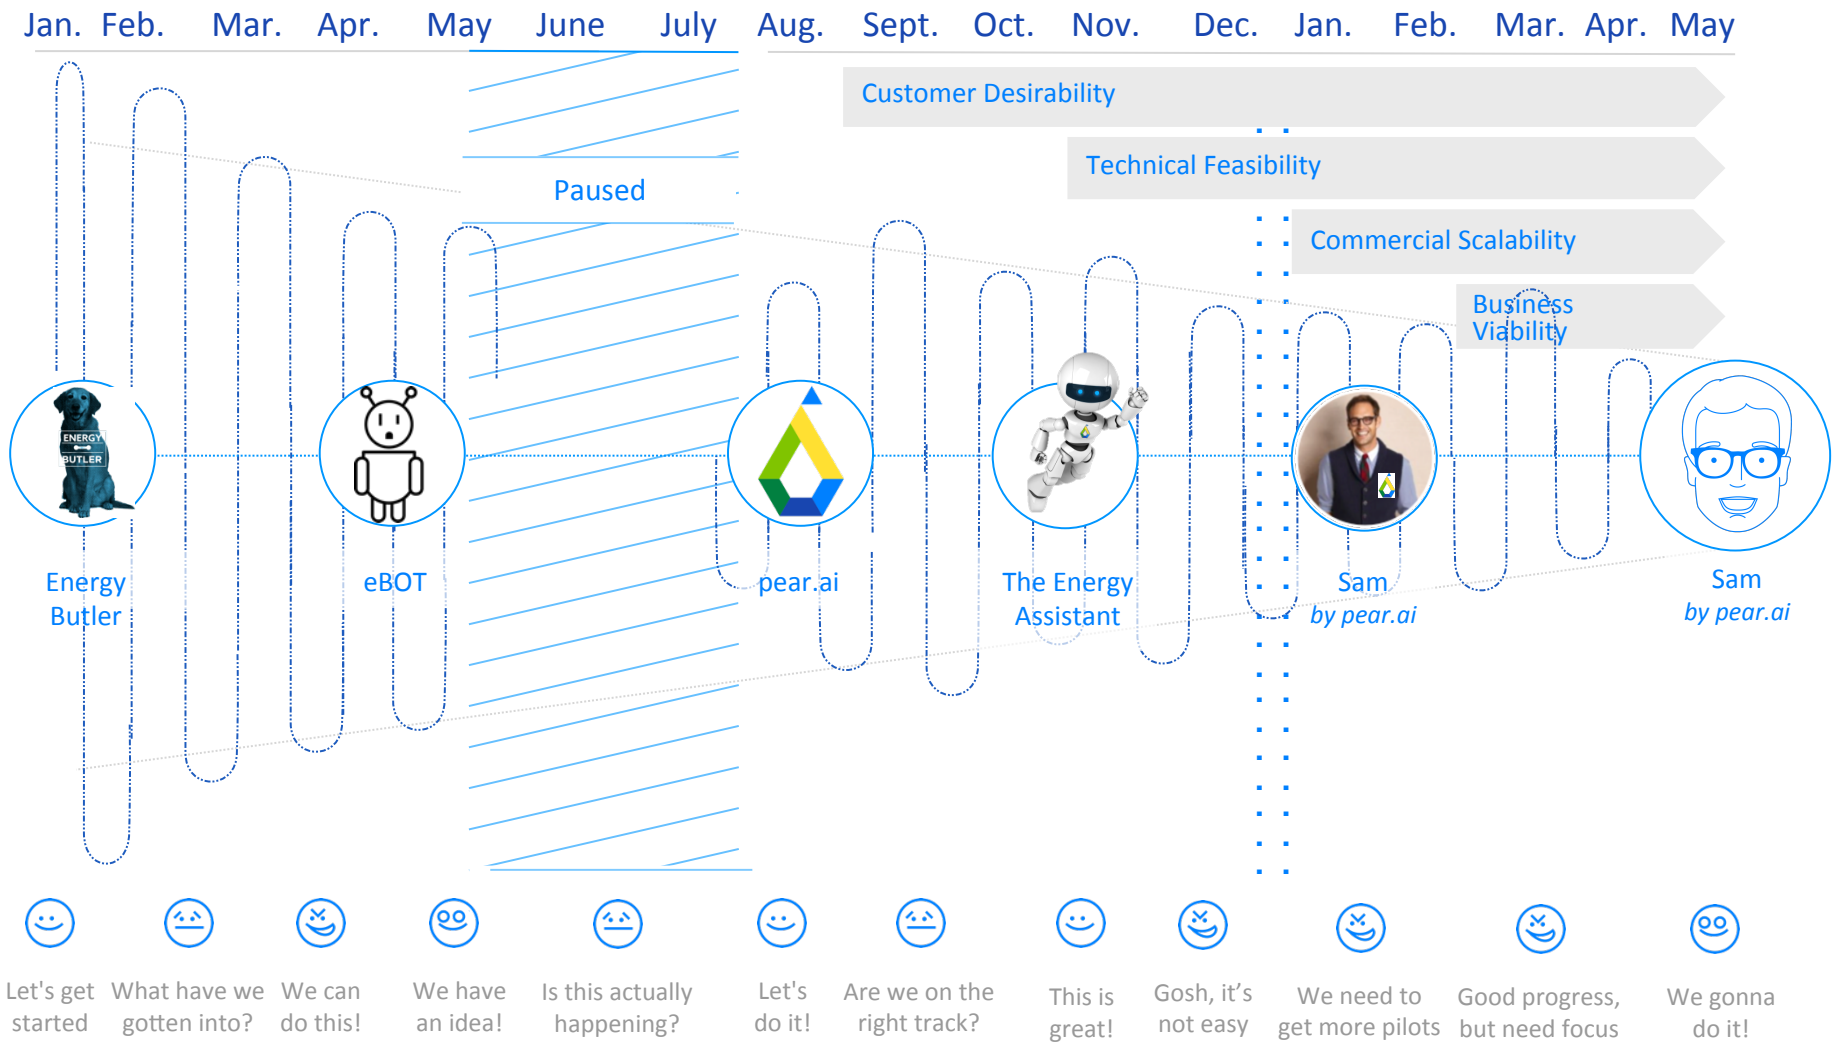 Jan. Feb. Mar. Apr. May June July Aug. Sept. Oct. Nov. Dec. Jan. Feb. Mar. Apr. May
Customer Desirability
Technical Feasibility
Paused
Commercial Scalability
Business
Viability
ENERGY
BUTLER
Energy
Butler
eBOT
pear.ai
The Energy
Assistant
Sam
by pear.ai
Sam
by pear.ai
Let's get
started
What have we
gotten into?
We can
do this!
We have
an idea!
Is this actually
happening?
Let's
do it!
Are we on the
right track?
This is
great!
Gosh, it's
not easy
We need to
get more pilots
Good progress,
but need focus
We gonna
do it!